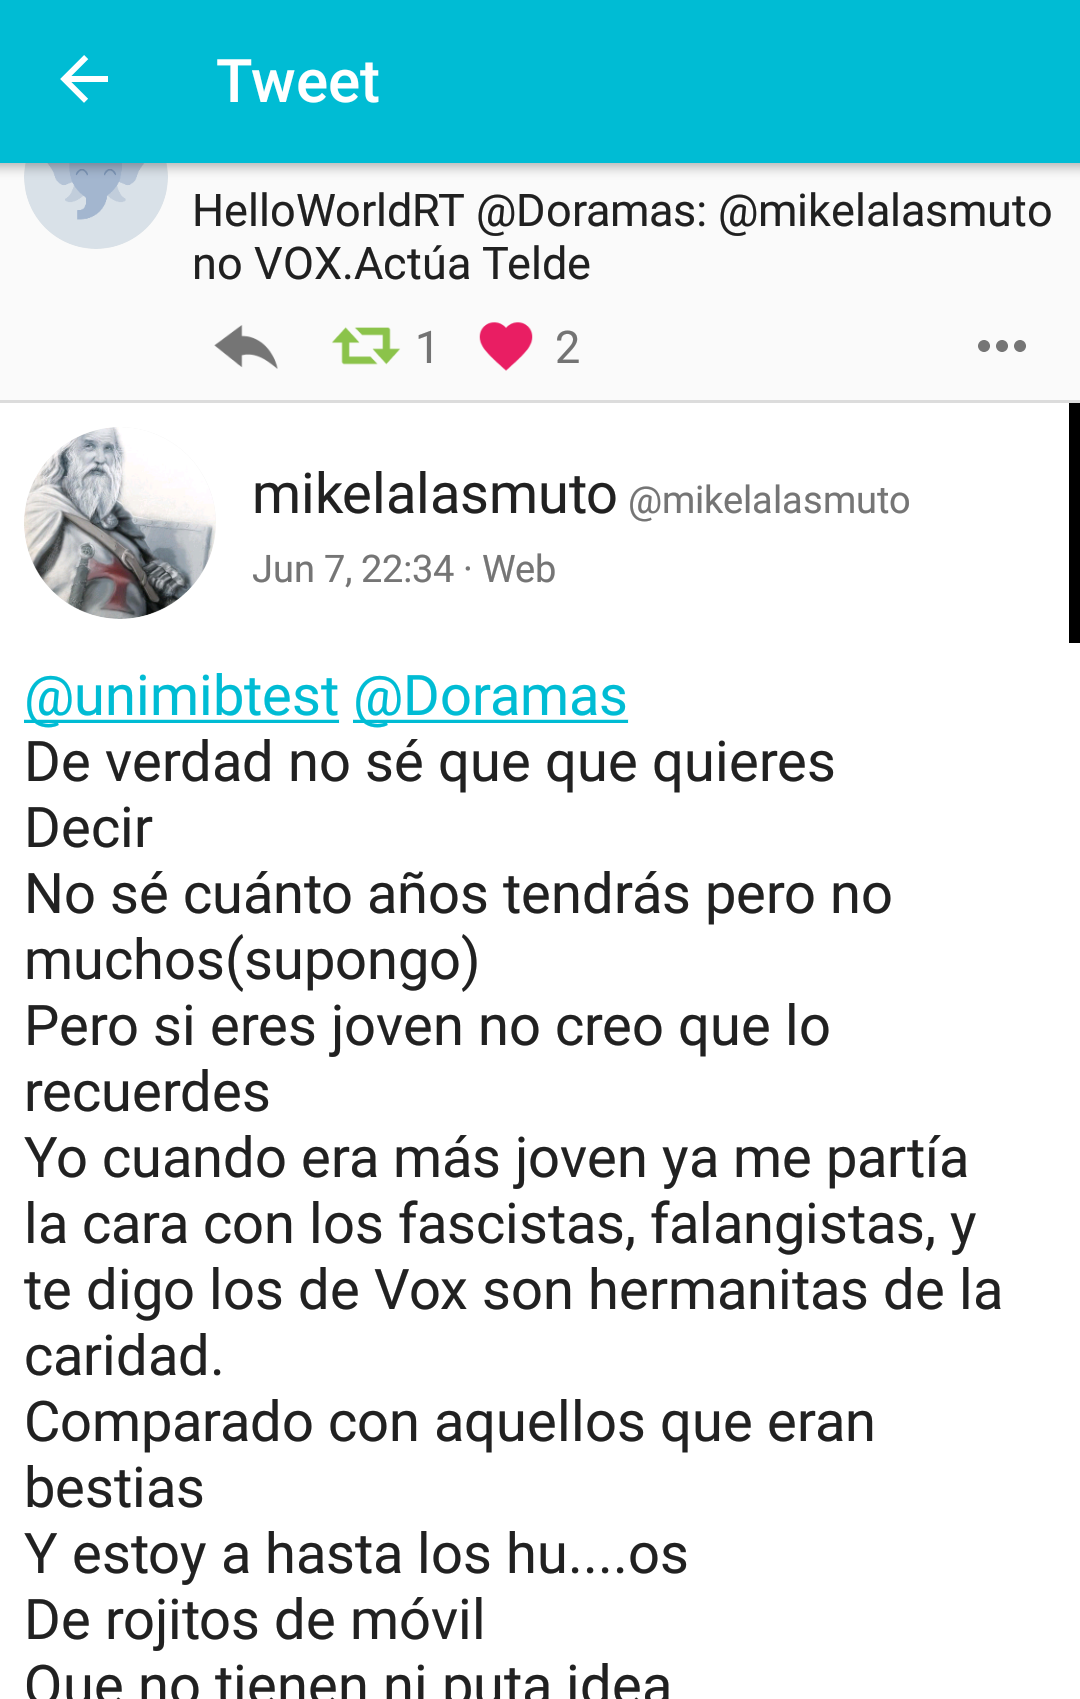 Tweet
HelloWorldRT @Doramas: @mikelalasmuto
no VOX.Actúa Telde
1 2
mikelalasmuto @mikelalasmuto
Jun 7, 22:34 · Web
@unimibtest @Doramas
De verdad no sé que que quieres
Decir
No sé cuánto años tendrás pero no
muchos(supongo)
Pero si eres joven no creo que lo
recuerdes
Yo cuando era más joven ya me partía
la cara con los fascistas, falangistas, y
te digo los de Vox son hermanitas de la
caridad.
Comparado con aquellos que eran
bestias
Y estoy a hasta los hu....os
De rojitos de móvil
Que no tienen ni puta idea